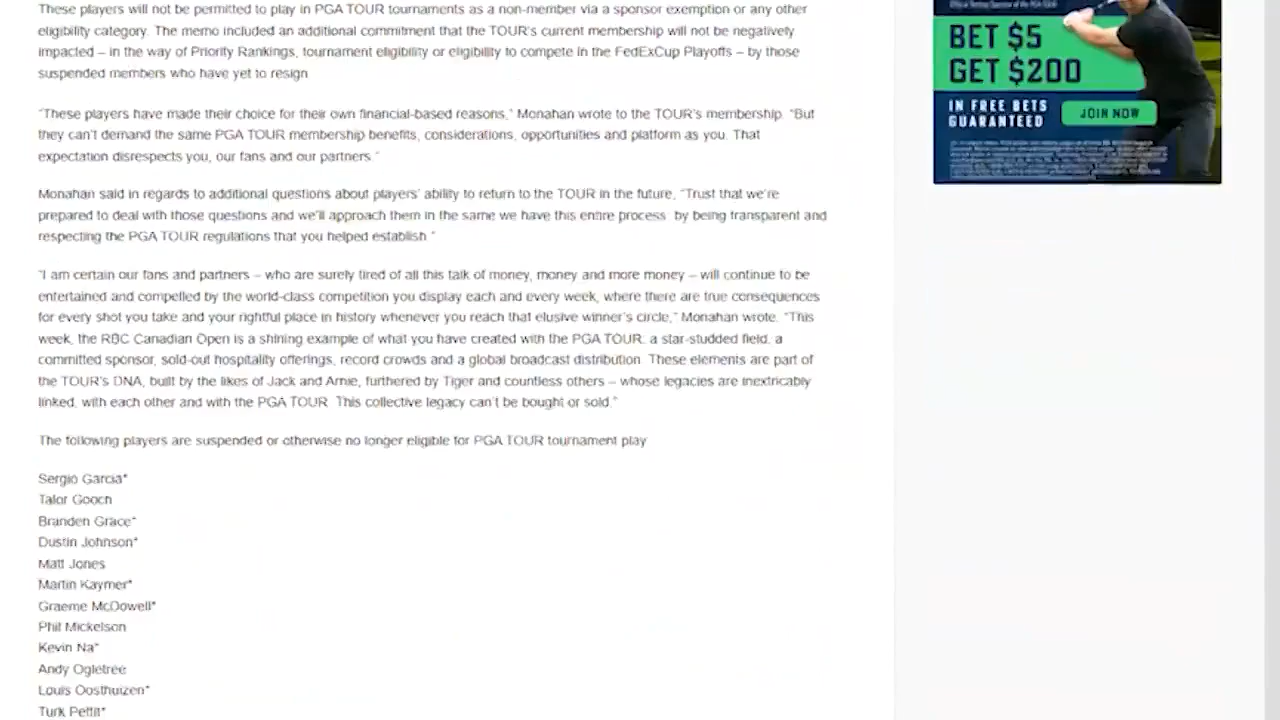 These players will not be permitted to play in PGA TOUR tournaments as a non-member via a sponsor exemption or any other
eligibility category. The memo included an additional commitment that the TOUR's current membership will not be negatively
impacted – in the way of Priority Rankings, tournament eligibility or eligibility to compete in the FedExCup Playoffs – by those
suspended members who have yet to resign.
"These players have made their choice for their own financial-based reasons," Monahan wrote to the TOUR's membership. "But
they can't demand the same PGA TOUR membership benefits, considerations, opportunities and platform as you. That
expectation disrespects you, our fans and our partners."
Monahan said in regards to additional questions about players' ability to return to the TOUR in the future, "Trust that we're
prepared to deal with those questions and we'll approach them in the same we have this entire process: by being transparent and
respecting the PGA TOUR regulations that you helped establish."
"I am certain our fans and partners – who are surely tired of all this talk of money, money and more money – will continue to be
entertained and compelled by the world-class competition you display each and every week, where there are true consequences
for every shot you take and your rightful place in history whenever you reach that elusive winner's circle," Monahan wrote. "This
week, the RBC Canadian Open is a shining example of what you have created with the PGA TOUR: a star-studded field, a
committed sponsor, sold-out hospitality offerings, record crowds and a global broadcast distribution. These elements are part of
the TOUR's DNA, built by the likes of Jack and Arnie, furthered by Tiger and countless others – whose legacies are inextricably
linked, with each other and with the PGA TOUR. This collective legacy can't be bought or sold."
The following players are suspended or otherwise no longer eligible for PGA TOUR tournament play
Sergio Garcia*
Talor Gooch
Branden Grace*
Dustin Johnson*
Matt Jones
Martin Kaymer*
Graeme McDowell*
Phil Mickelson
Kevin Na*
Andy Ogletree
Louis Oosthuizen*
Turk Pettit*
BET $5
GET $200
IN FREE BETS
GUARANTEED
JOIN NOW